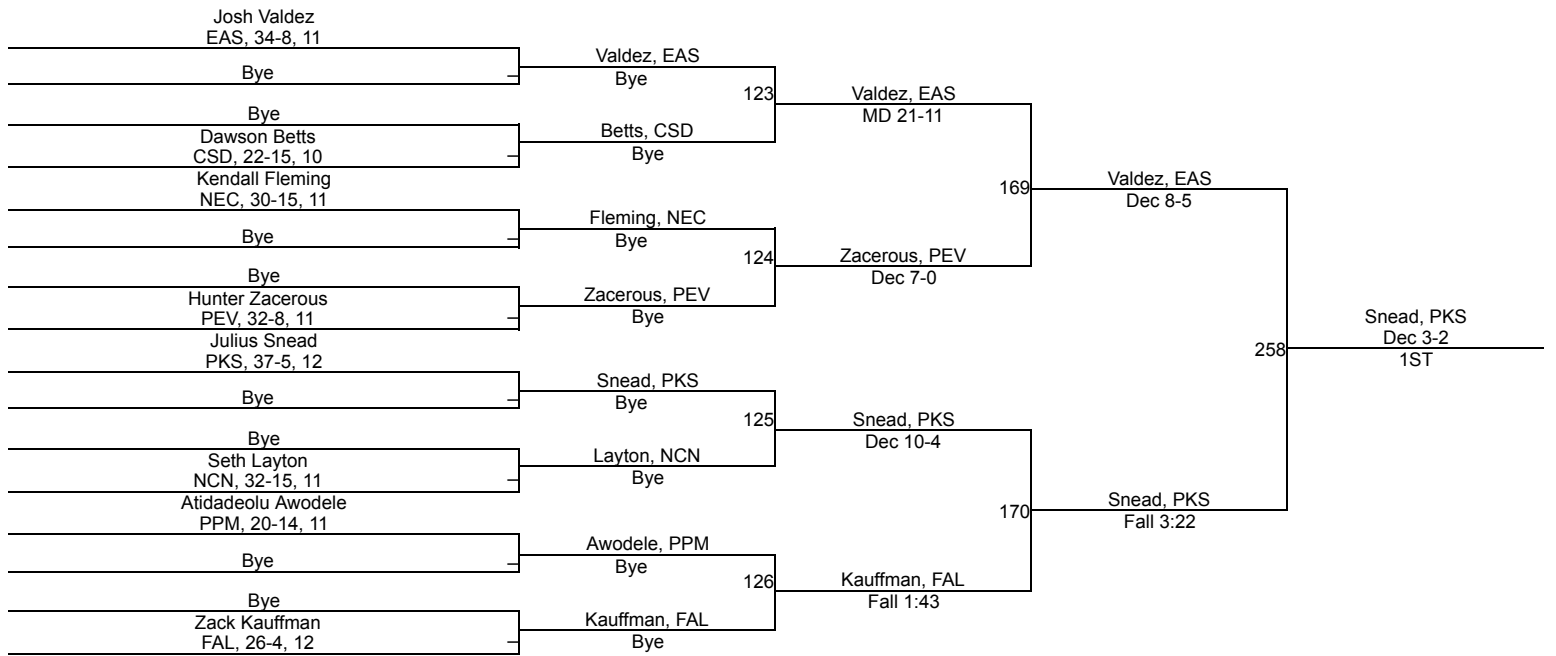 Josh Valdez
EAS, 34-8, 11
Bye
Bye
Dawson Betts
CSD, 22-15, 10
Kendall Fleming
NEC, 30-15, 11
Bye
Bye
Hunter Zacerous
PEV, 32-8, 11
Julius Snead
PKS, 37-5, 12
Bye
Bye
Seth Layton
NCN, 32-15, 11
Atidadeolu Awodele
PPM, 20-14, 11
Bye
Bye
Zack Kauffman
FAL, 26-4, 12
Valdez, EAS
Bye
123
Betts, CSD
Bye
Fleming, NEC
Bye
124
Zacerous, PEV
Bye
Snead, PKS
Bye
125
Layton, NCN
Bye
Awodele, PPM
Bye
126
Kauffman, FAL
Bye
Valdez, EAS
MD 21-11
169
Zacerous, PEV
Dec 7-0
Snead, PKS
Dec 10-4
170
Kauffman, FAL
Fall 1:43
Valdez, EAS
Dec 8-5
258
Snead, PKS
Fall 3:22
Snead, PKS
Dec 3-2
1ST